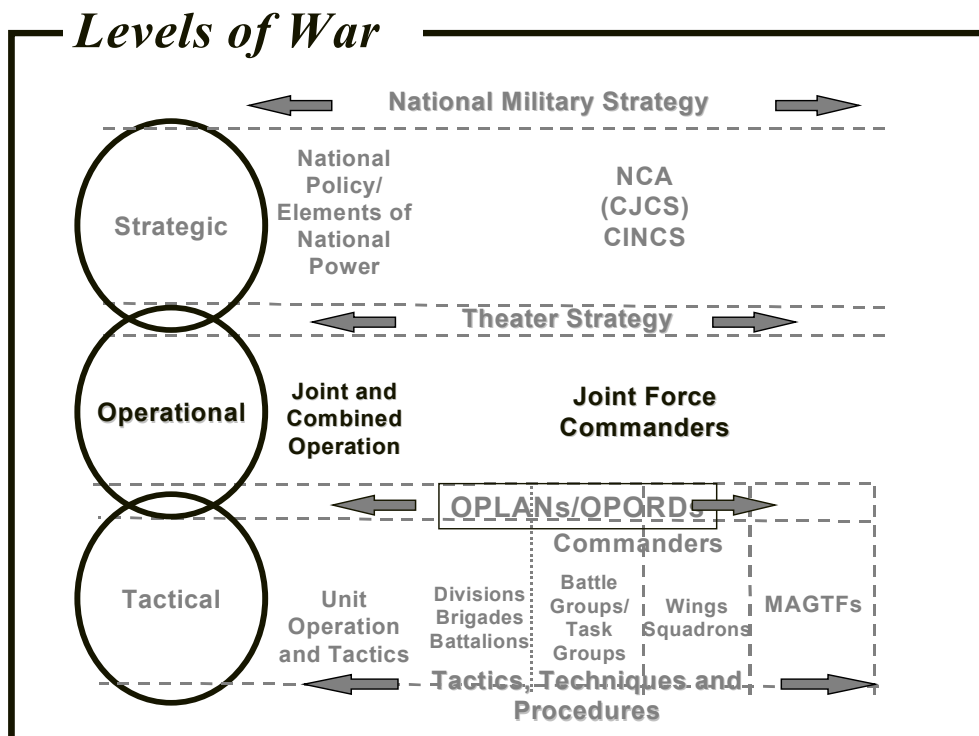 Levels of War
National Military Strategy
Strategic
National
Policy/
Elements of
National
Power
NCA
(CJCS)
CINCS
Theater Strategy
Operational
Joint and
Combined
Operation
Joint Force
Commanders
OPLANs/OPORDs
Commanders
Tactical
Unit
Operation
and Tactics
Divisions
Brigades
Battalions
Battle
Groups/
Task
Groups
Wings
Squadrons
MAGTFs
Tactics, Techniques and
Procedures